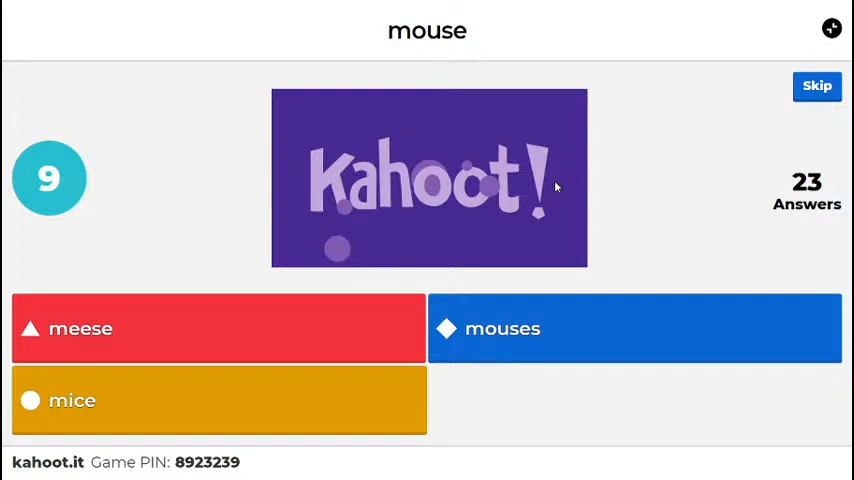 mouse
Skip
9
Kahoot!
23
Answers
meese
mouses
mice
kahoot.it Game PIN: 8923239